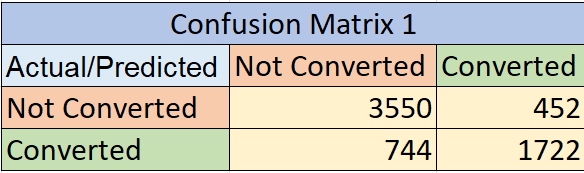 Confusion Matrix 1
Actual/Predicted Not Converted Converted
Not Converted 3550 452
Converted 744 1722